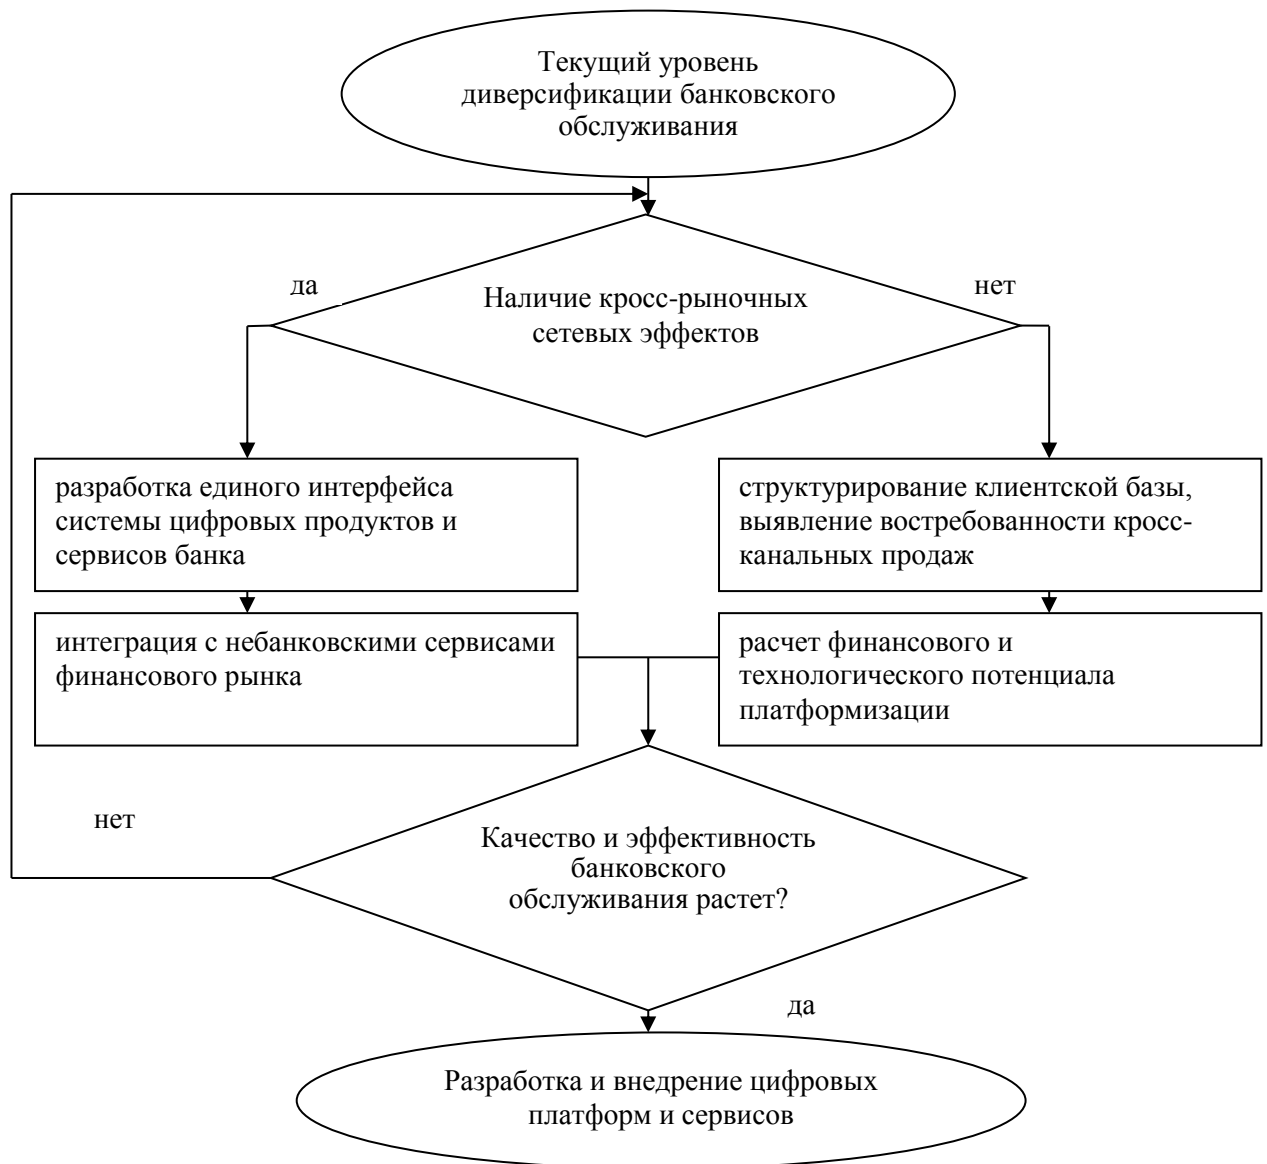 Текущий уровень
диверсификации банковского
обслуживания
да
нет
Наличие кросс-рыночных
сетевых эффектов
разработка единого интерфейса
системы цифровых продуктов и
сервисов банка
структурирование клиентской базы,
выявление востребованности кросс-
канальных продаж
интеграция с небанковскими сервисами
финансового рынка
расчет финансового и
технологического потенциала
платформизации
нет
Качество и эффективность
банковского
обслуживания растет?
да
Разработка и внедрение цифровых
платформ и сервисов